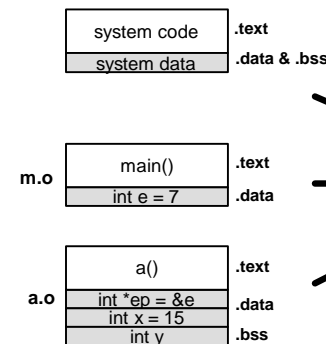 system code .text
system data .data & .bss
main() .text
m.o
int e = 7 .data
a() .text
a.o
int *ep = &e .data
int x = 15
int y .bss